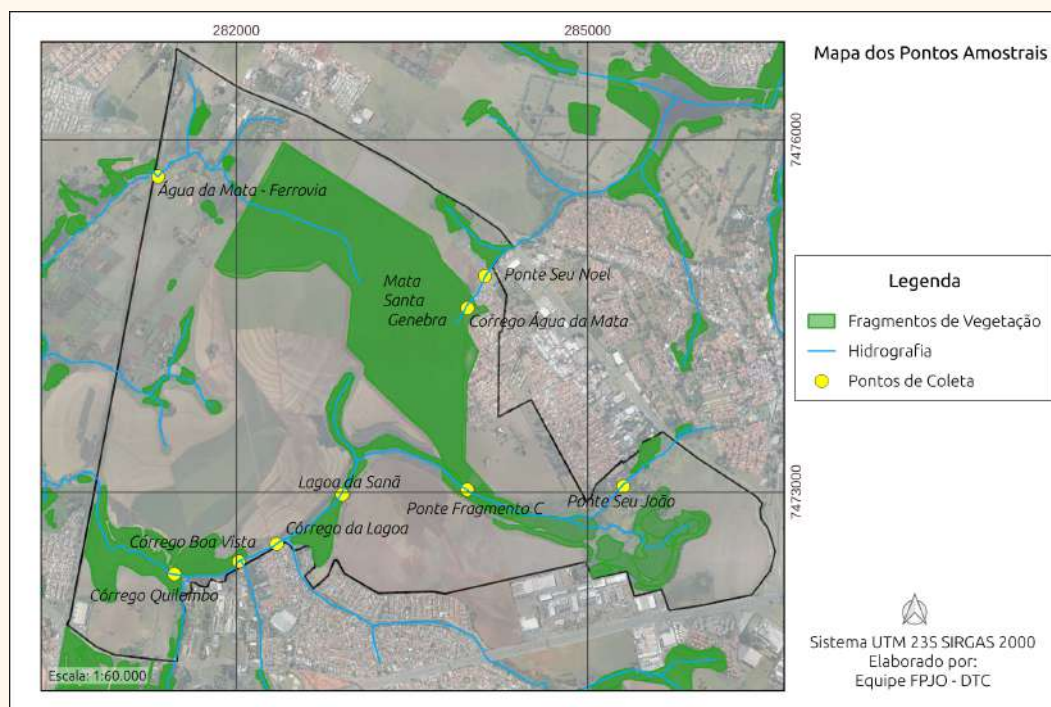 282000
285000
Mapa dos Pontos Amostrais
7476000
Água da Mata - Ferrovia
Ponte Seu Noel
Mata
Santa
Genebra
Córrego Água da Mata
Legenda
Fragmentos de Vegetação
Hidrografia
Pontos de Coleta
7473000
Lagoa da Sanã
Ponte Fragmento C
Ponte Seu João
Córrego da Lagoa
Córrego Boa Vista
Córrego Quilombo
Escala: 1:60.000
Sistema UTM 23S SIRGAS 2000
Elaborado por:
Equipe FPJO - DTC